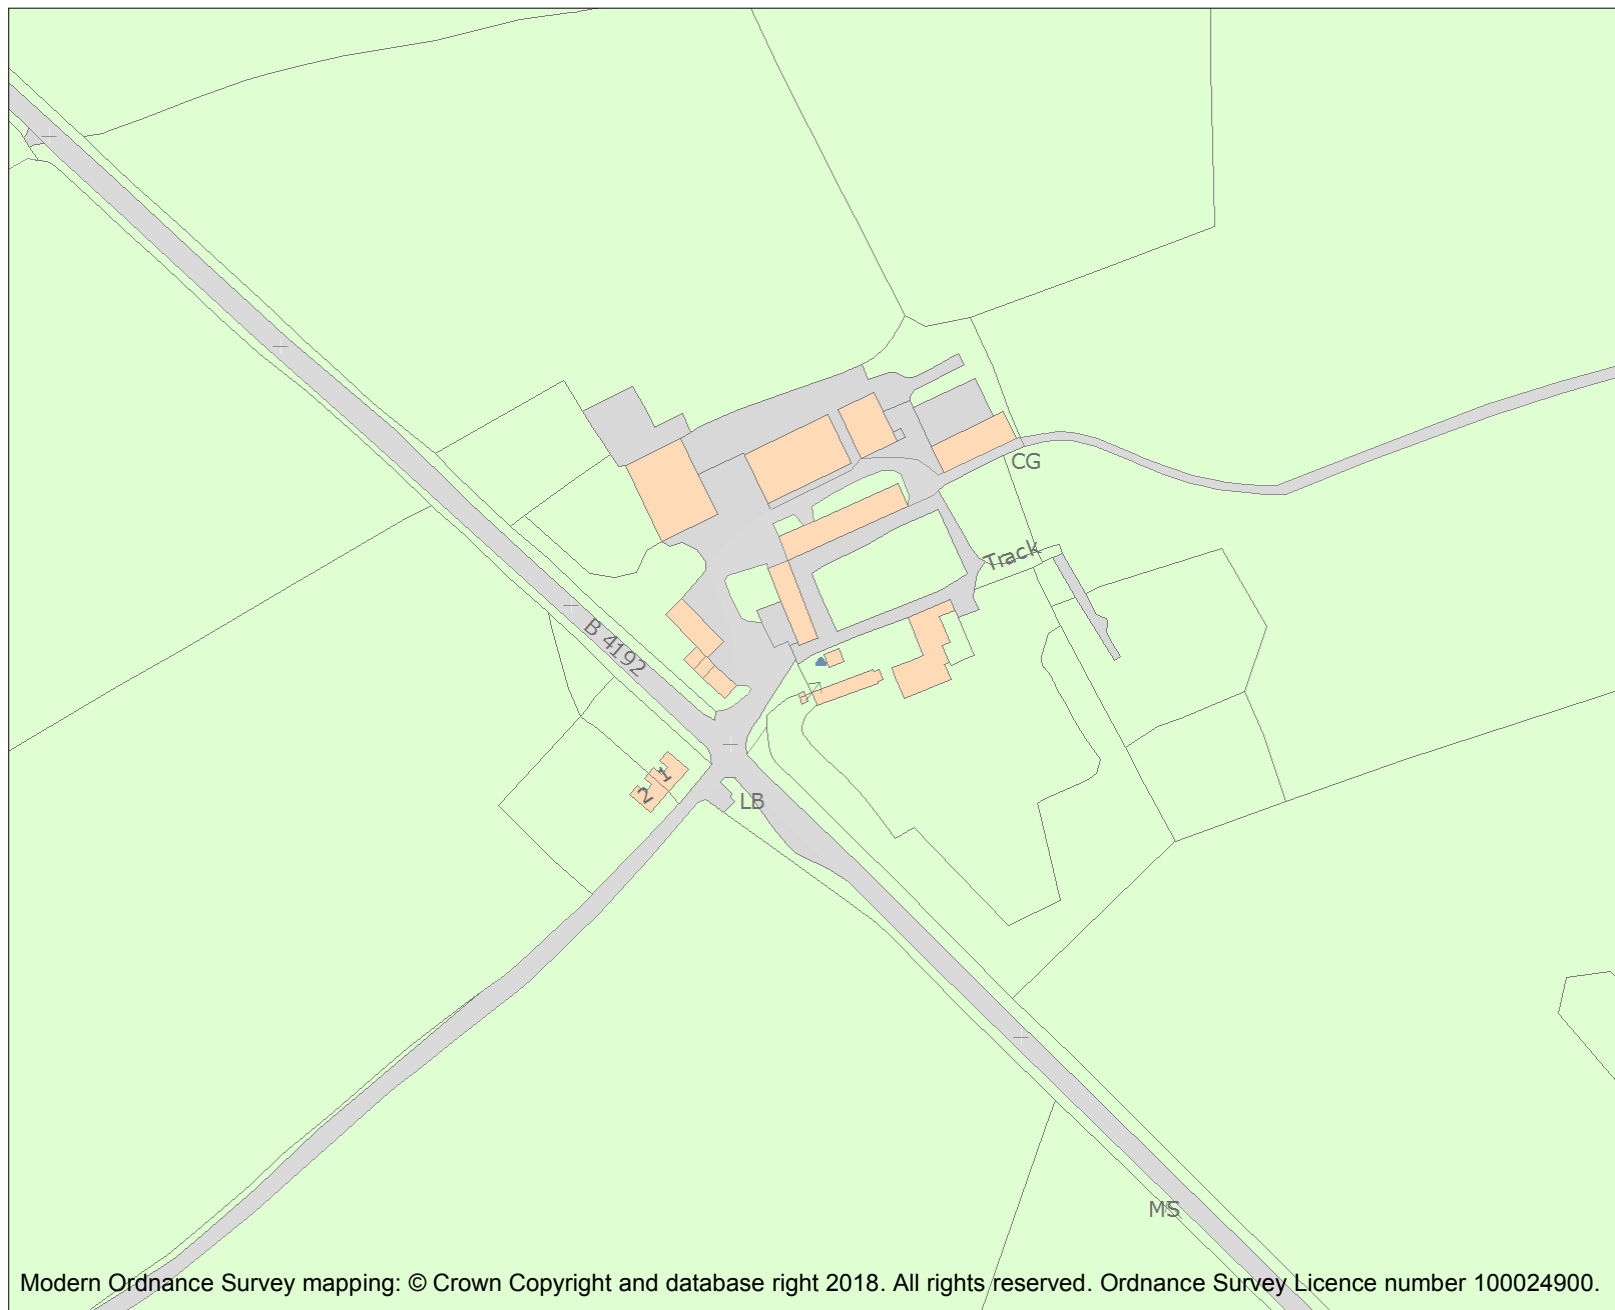 CG
Track
B 4192
1
2
LB
MS
Modern Ordnance Survey mapping: © Crown Copyright and database right 2018. All rights reserved. Ordnance Survey Licence number 100024900.